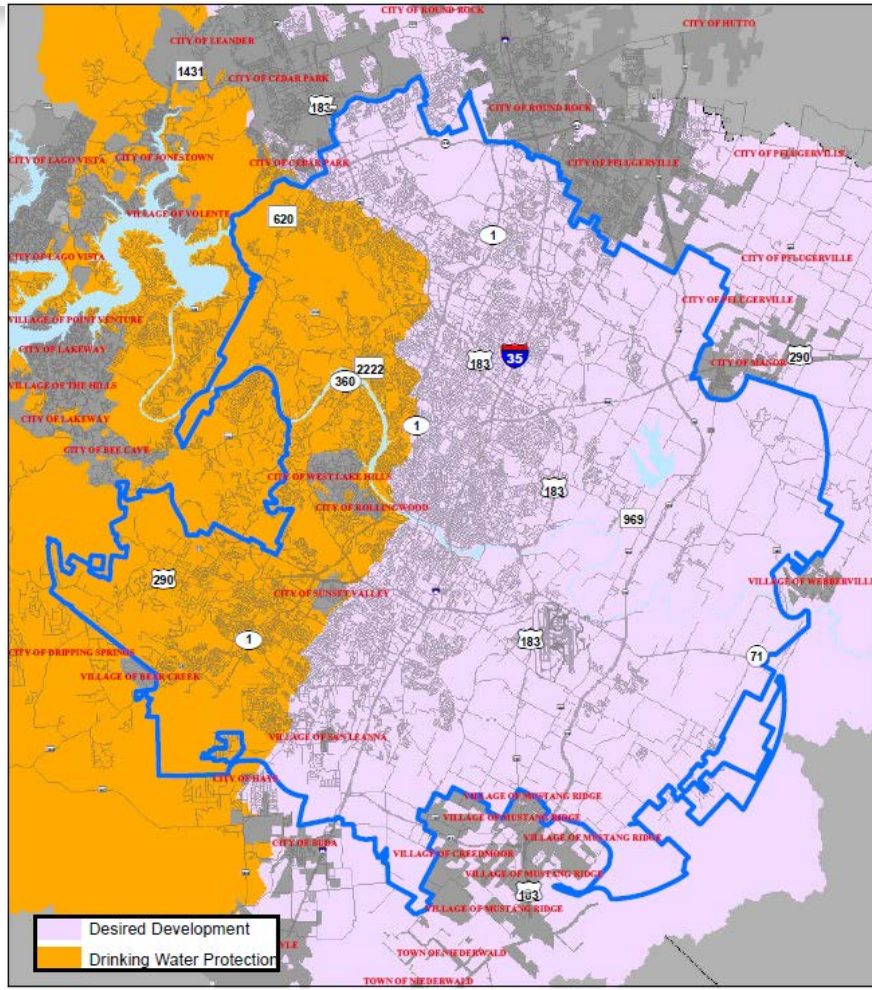 CITY OF ROUND ROCK
CITY OF HUTTO
CITY OF LEANDER
1431
CITY OF CEDAR PARK
183
CITY OF ROUND ROCK
CITY OF LAGO VISTA
CITY OF JONESTOWN
CITY OF CEDAR PARK
CITY OF PFLUGERVILLE
CITY OF PFLUGERVILLE
VILLAGE OF VOLENTE
620
1
CITY OF LAGO VISTA
CITY OF PFLUGERVILLE
CITY OF PFLUGERVILLE
VILLAGE OF POINT VENTURE
CITY OF LAKEWAY
183
35
290
2222
360
CITY OF MANOR
VILLAGE OF THE HILLS
CITY OF LAKEWAY
1
CITY OF BEE CAVE
CITY OF WEST LAKE HILLS
183
CITY OF ROLLINGWOOD
969
290
VILLAGE OF WEBBERVILLE
CITY OF SUNSET VALLEY
1
183
CITY OF DRIPPING SPRINGS
71
VILLAGE OF BEAR CREEK
VILLAGE OF SAN LEANNA
CITY OF HAYS
VILLAGE OF MUSTANG RIDGE
VILLAGE OF MUSTANG RIDGE
VILLAGE OF MUSTANG RIDGE
CITY OF BUDA
VILLAGE OF CREEDMOOR
VILLAGE OF MUSTANG RIDGE
183
VILLAGE OF MUSTANG RIDGE
Desired Development
YLE
TOWN OF NIEDERWALD
Drinking Water Protection
TOWN OF NIEDERWALD